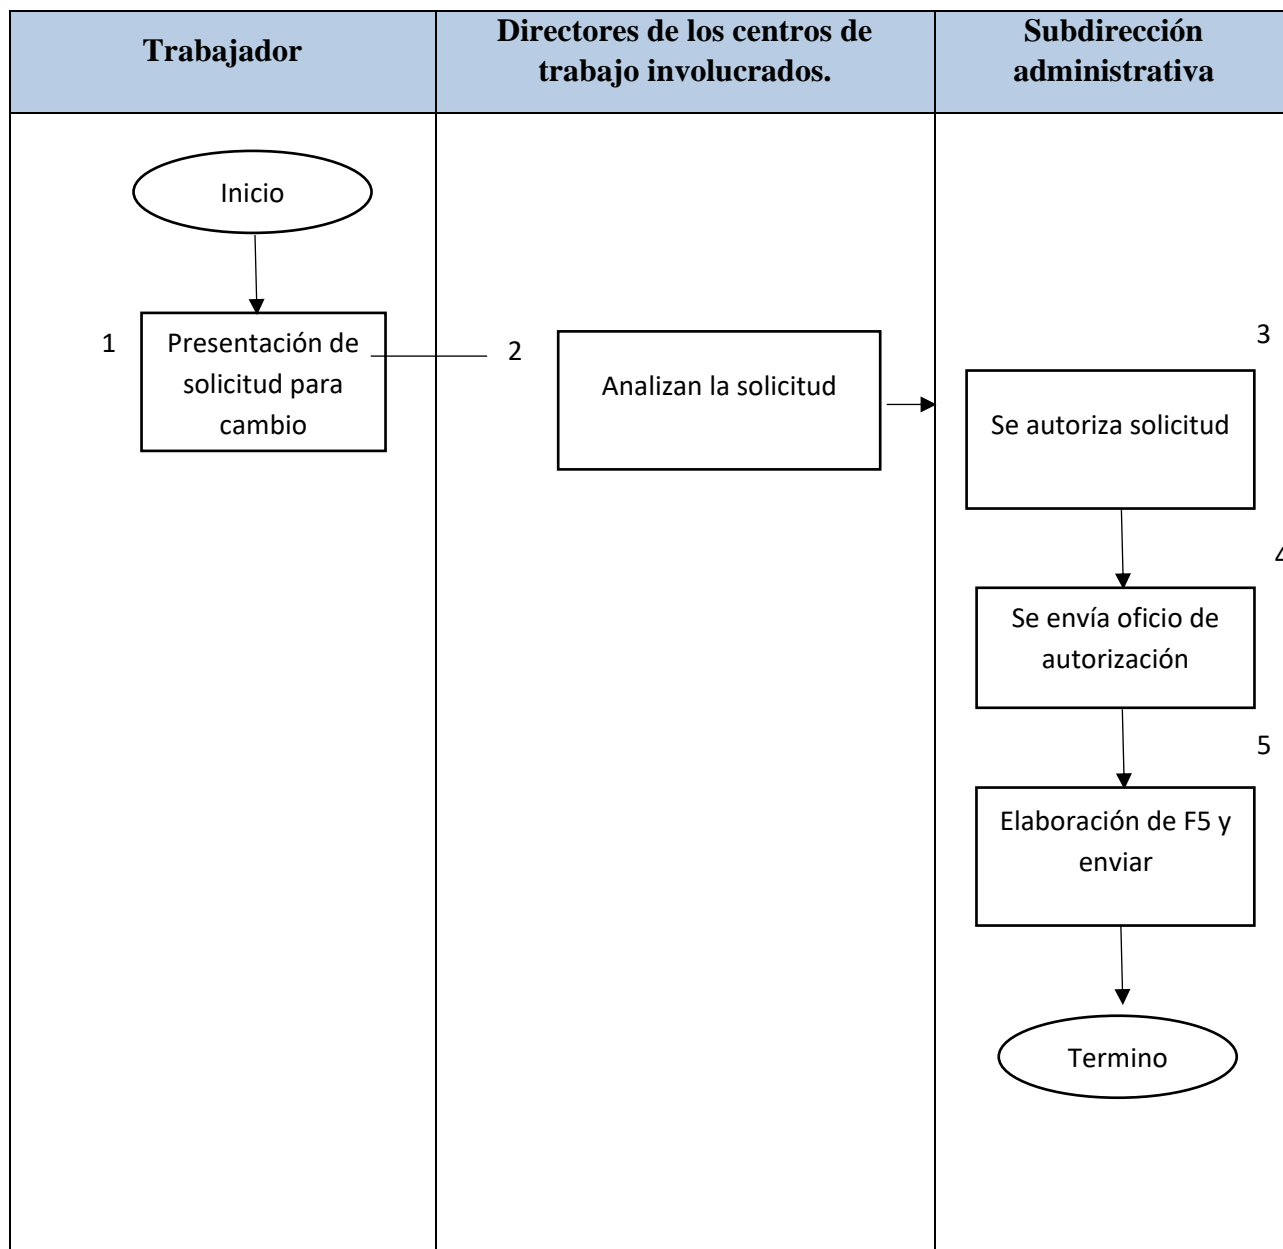 Trabajador
Directores de los centros de
trabajo involucrados.
Subdirección
administrativa
Inicio
1
Presentación de
solicitud para
cambio
2
Analizan la solicitud
3
Se autoriza solicitud
4
Se envía oficio de
autorización
5
Elaboración de F5 y
enviar
Termino